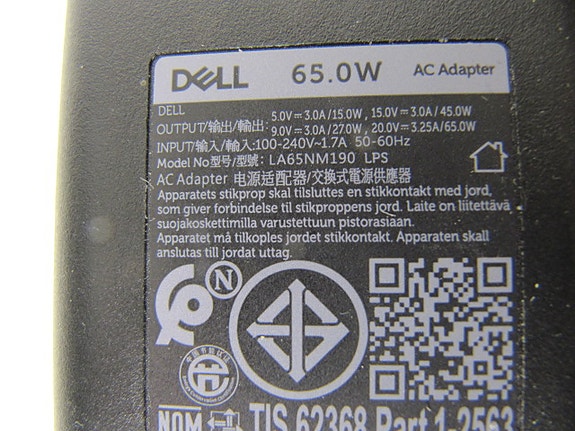 DELL 65.0W AC Adapter
DELL
OUTPUT/输出/輸出: 5.0V⎓3.0A/15.0W, 15.0V⎓3.0A/45.0W
9.0V⎓3.0A/27.0W, 20.0V⎓3.25A/65.0W
INPUT/输入/輸入:100-240V~1.7A 50-60Hz
Model No型号/型號: LA65NM190 LPS
AC Adapter 电源适配器/交換式電源供應器
Apparatets stikprop skal tilsluttes en stikkontakt med jord,
som giver forbindelse til stikproppens jord. Laite on liitettävä
suojakoskettimilla varustettuun pistorasiaan.
Apparatet må tilkoples jordet stikkontakt. Apparaten skall
anslutas till jordat uttag.
N
NOM TIS 62368 Part 1-2563